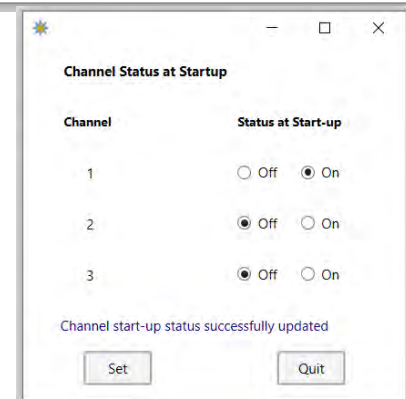 Channel Status at Startup
Channel Status at Start-up
1 Off On
2 Off On
3 Off On
Channel start-up status successfully updated
Set Quit